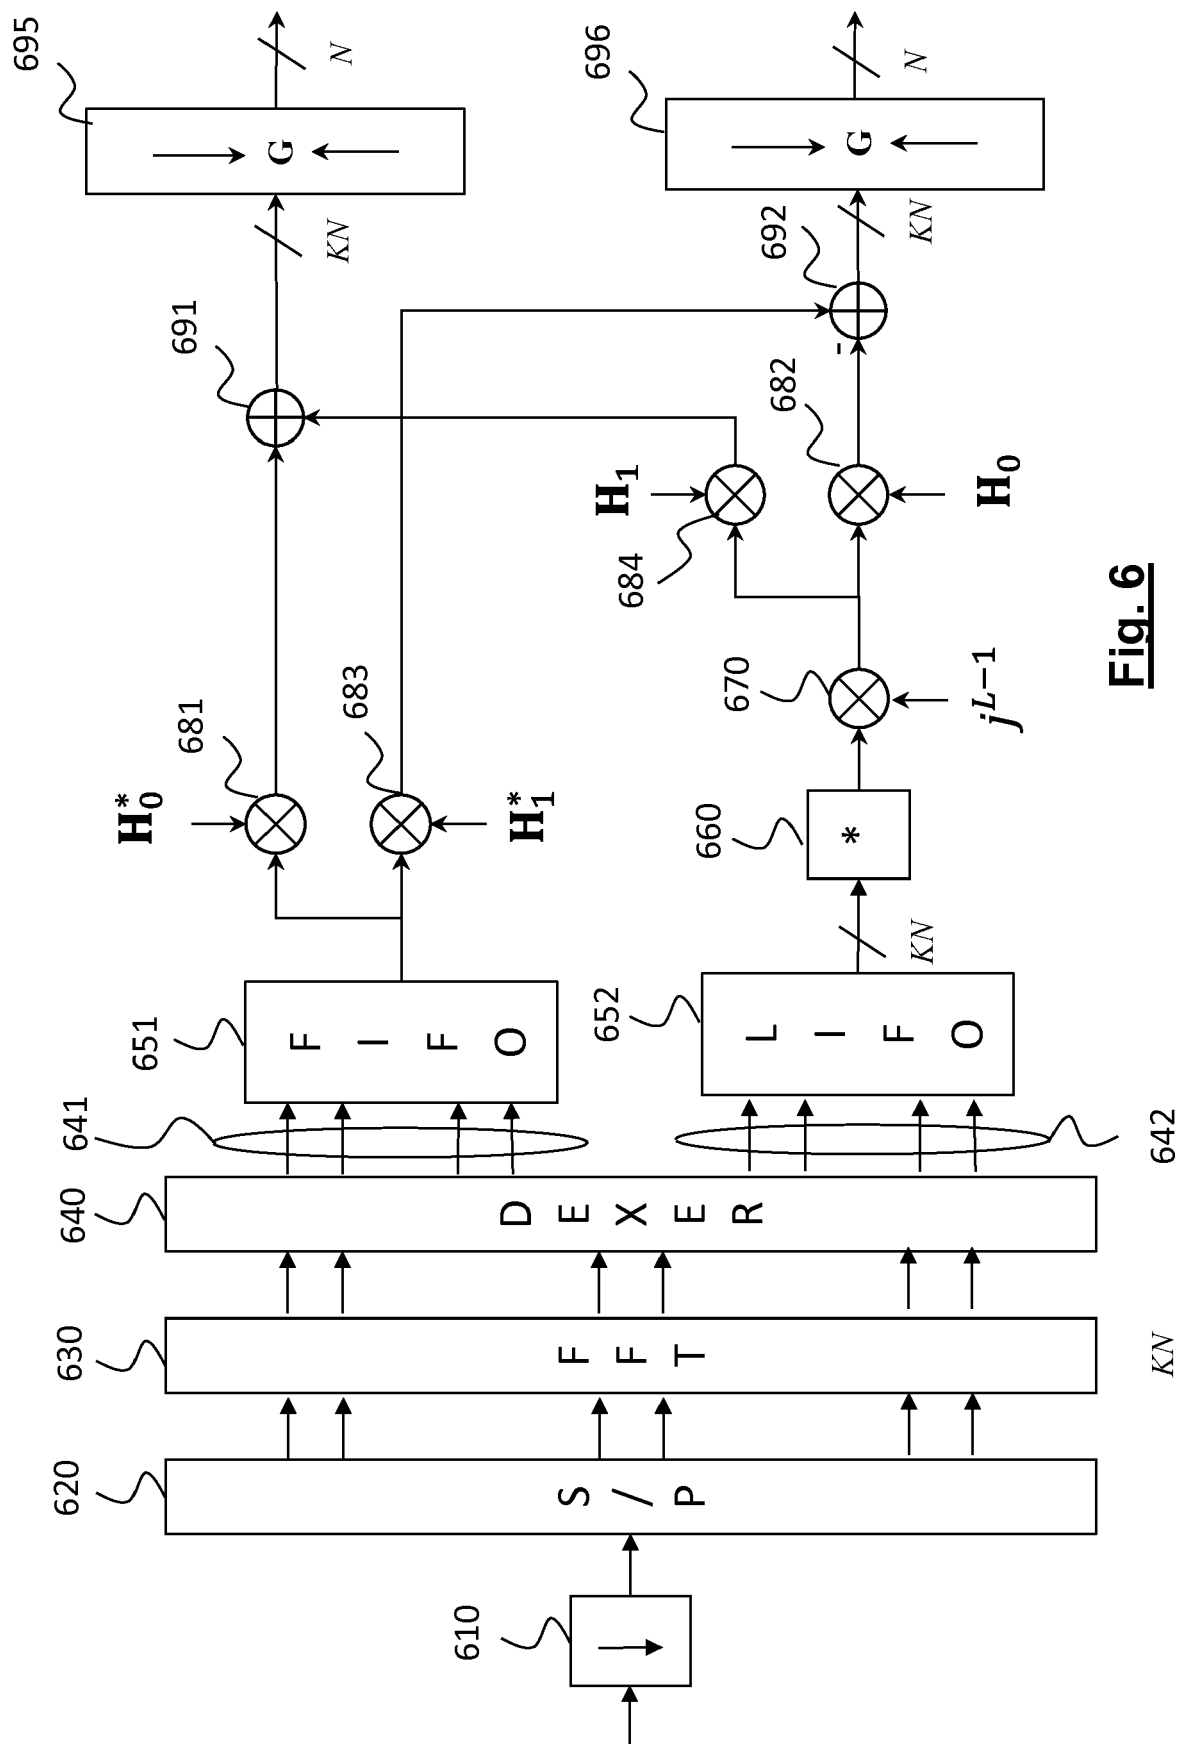 695
N
G
KN
691
696
N
G
KN
692
-
682
H₁
684
H₀
670
j^{L-1}
H₀*
681
683
H₁*
660
*
KN
651
FIFO
652
LIFO
641
642
640
DEXER
630
FFT
KN
620
S/P
610
Fig. 6